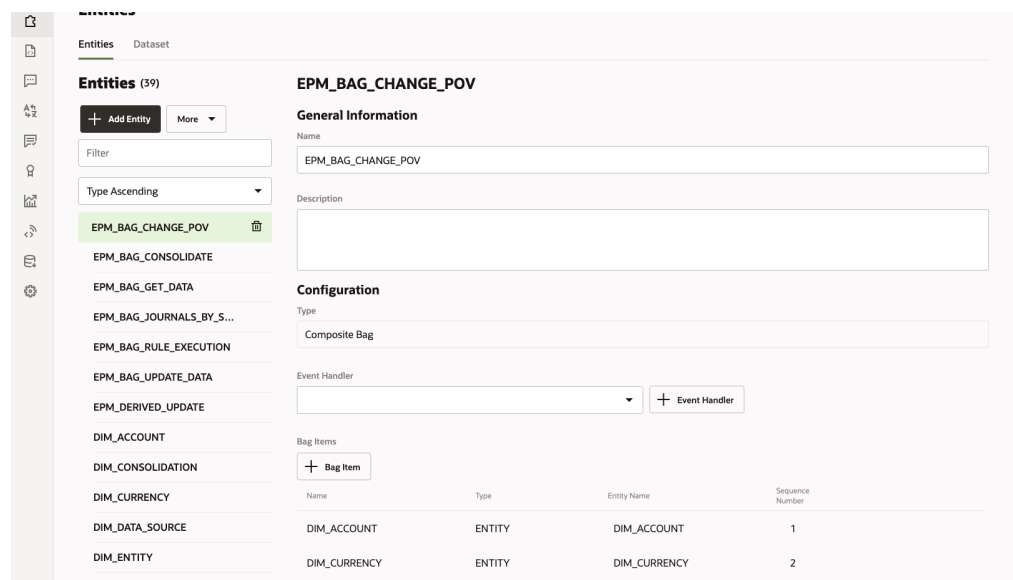 Entities
Entities Dataset
Entities (39)
Add Entity More
Filter
Type Ascending
EPM_BAG_CHANGE_POV
EPM_BAG_CONSOLIDATE
EPM_BAG_GET_DATA
EPM_BAG_JOURNALS_BY_S...
EPM_BAG_RULE_EXECUTION
EPM_BAG_UPDATE_DATA
EPM_DERIVED_UPDATE
DIM_ACCOUNT
DIM_CONSOLIDATION
DIM_CURRENCY
DIM_DATA_SOURCE
DIM_ENTITY
EPM_BAG_CHANGE_POV
General Information
Name
EPM_BAG_CHANGE_POV
Description
Configuration
Type
Composite Bag
Event Handler
Event Handler
Bag Items
Bag Item
Name Type Entity Name Sequence Number
DIM_ACCOUNT ENTITY DIM_ACCOUNT 1
DIM_CURRENCY ENTITY DIM_CURRENCY 2